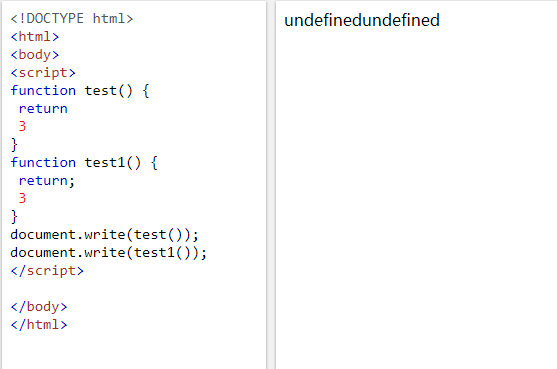 <!DOCTYPE html>
<html>
<body>
<script>
function test() {
 return
 3
}
function test1() {
 return;
 3
}
document.write(test());
document.write(test1());
</script>

</body>
</html>
undefinedundefined